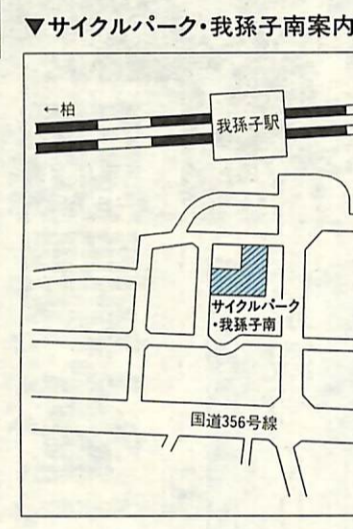 ▼サイクルパーク・我孫子南案内
←柏
我孫子駅
サイクルパーク
・我孫子南
国道356号線